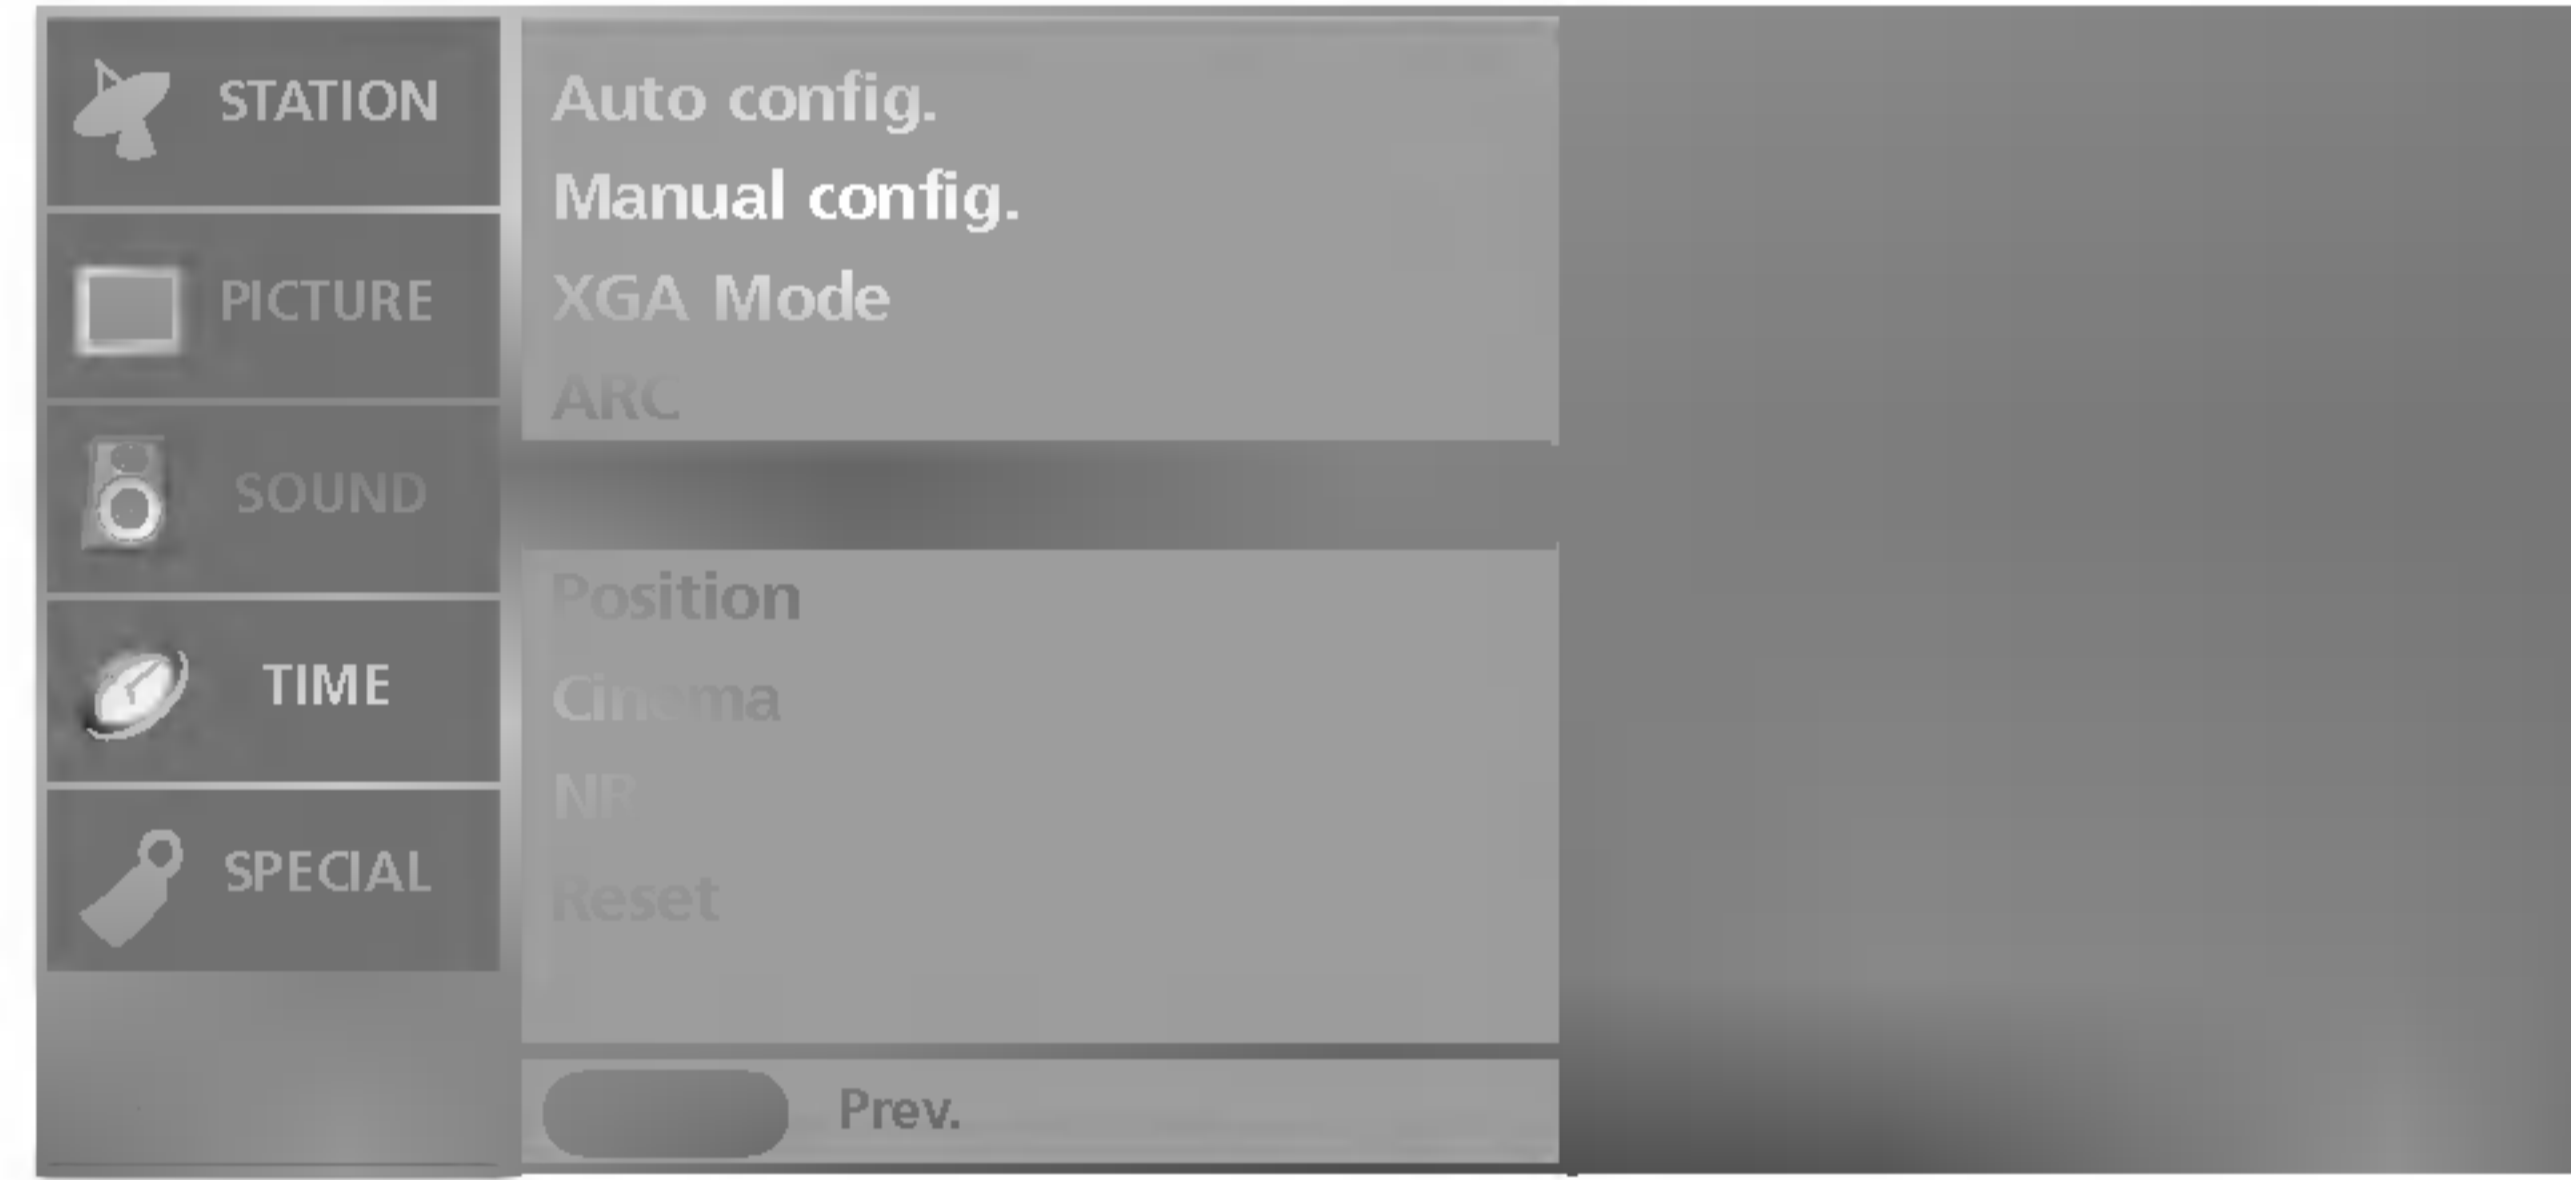 STATION
PICTURE
SOUND
TIME
SPECIAL
Auto config.
Manual config.
XGA Mode
ARC
Position
Cinema
NR
Reset
Prev.